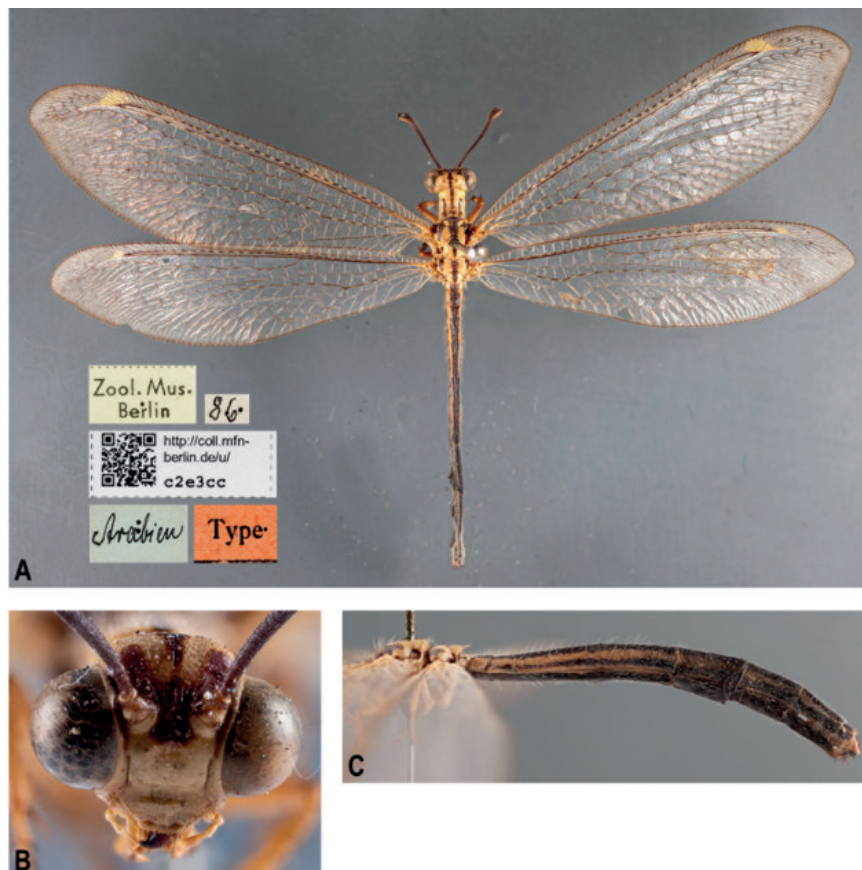 Zool. Mus.
Berlin
86.
http://coll.mfn-
berlin.de/u/
c2e3cc
Arabien
Type.
A
B
C